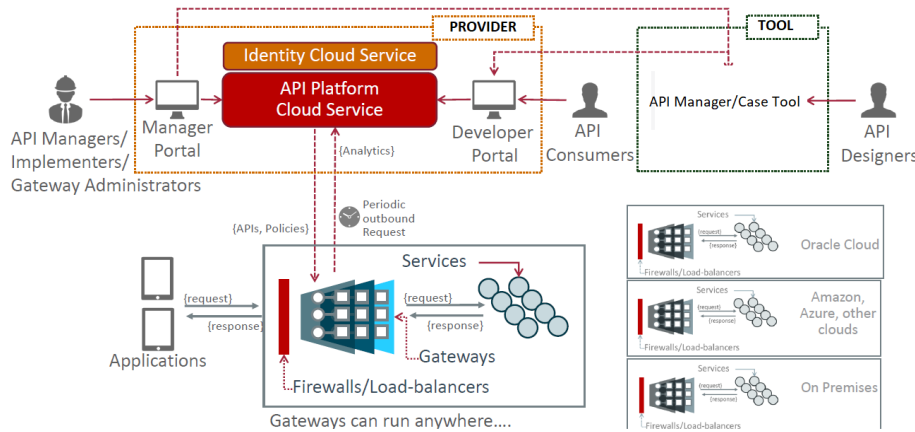 PROVIDER
TOOL
Identity Cloud Service
API Platform
Cloud Service
API Manager/Case Tool
API Managers/
Implementers/
Gateway Administrators
Manager
Portal
Developer
Portal
API
Consumers
API
Designers
{Analytics}
{APIs, Policies}
Periodic
outbound
Request
Applications
{request}
{response}
Services
{request}
{response}
Gateways
Firewalls/Load-balancers
Gateways can run anywhere....
Services
{request}
{response}
Oracle Cloud
Firewalls/Load-balancers
Services
{request}
{response}
Amazon,
Azure, other
clouds
Firewalls/Load-balancers
Services
{request}
{response}
On Premises
Firewalls/Load-balancers